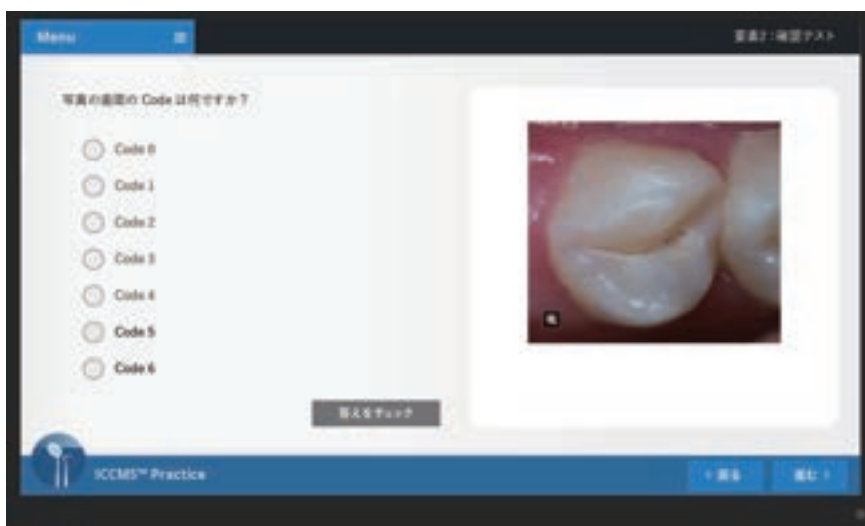 Menu
要素2:確認テスト
写真の歯面の Code は何ですか?
Code 0
Code 1
Code 2
Code 3
Code 4
Code 5
Code 6
答えをチェック
ICCMS™ Practice
戻る
進む